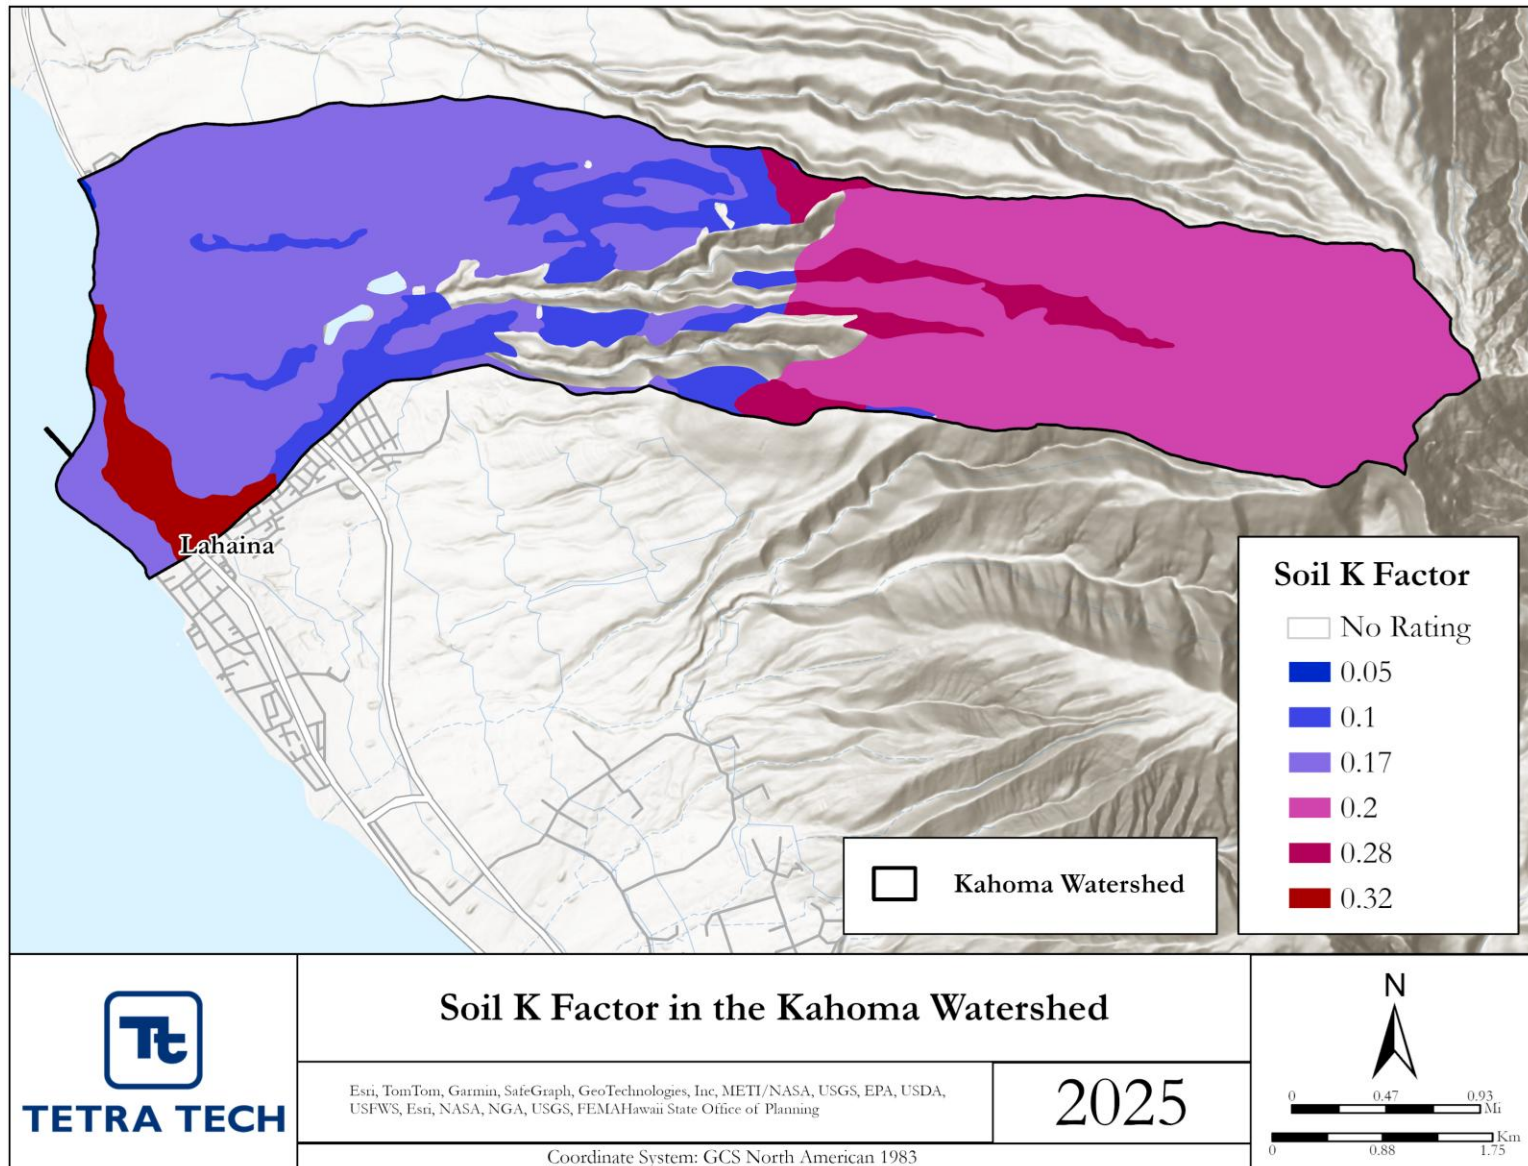 Lahaina
Soil K Factor
No Rating
0.05
0.1
0.17
0.2
0.28
0.32
Kahoma Watershed
Tt
TETRA TECH
Soil K Factor in the Kahoma Watershed
Esri, TomTom, Garmin, SafeGraph, GeoTechnologies, Inc, METI/NASA, USGS, EPA, USDA,
USFWS, Esri, NASA, NGA, USGS, FEMAHawaii State Office of Planning
2025
Coordinate System: GCS North American 1983
N
0 0.47 0.93
Mi
Km
0 0.88 1.75